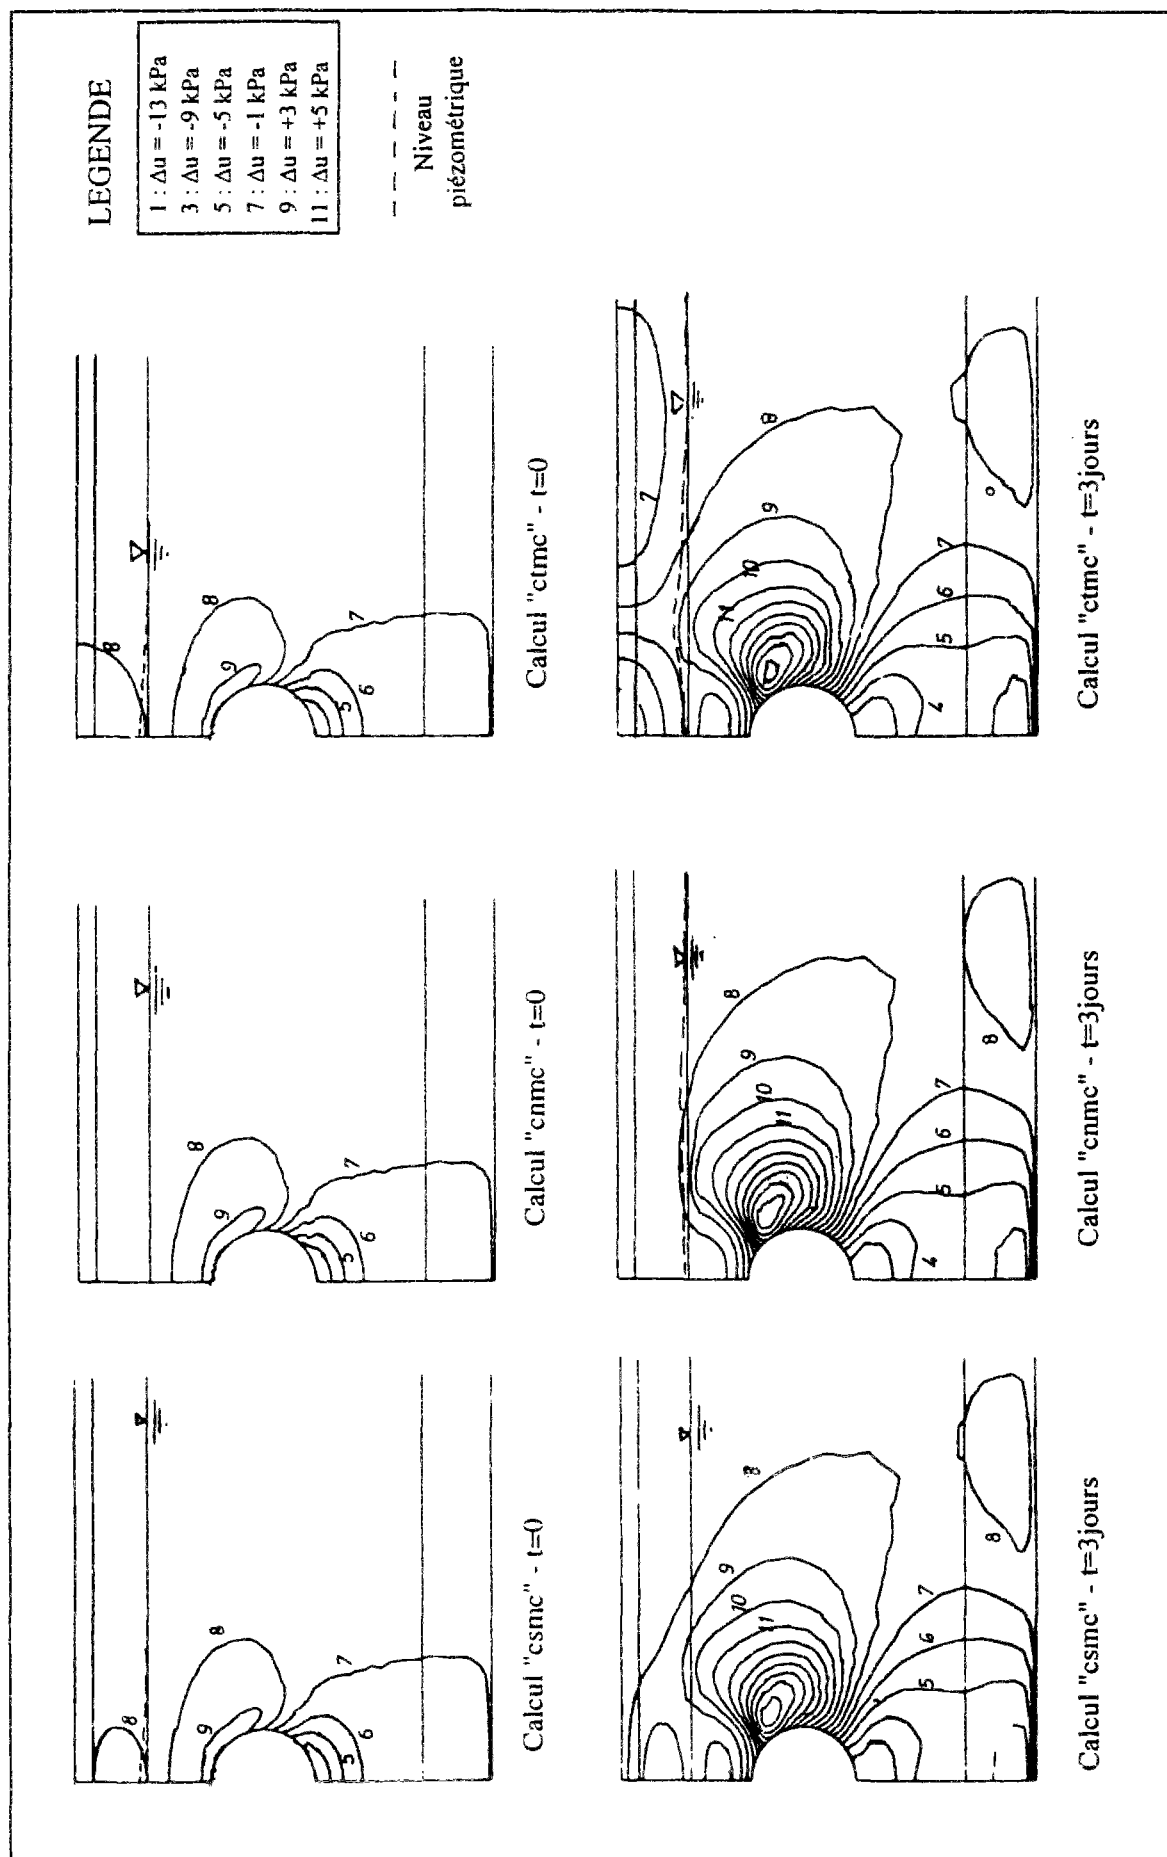 LEGENDE
1 : Δu = -13 kPa
3 : Δu = -9 kPa
5 : Δu = -5 kPa
7 : Δu = -1 kPa
9 : Δu = +3 kPa
11 : Δu = +5 kPa
Niveau
piézométrique
8
8
9
7
6
5
Calcul "csmc" - t=0
8
9
7
6
5
Calcul "cnmc" - t=0
8
8
9
7
6
5
Calcul "ctmc" - t=0
8
9
10
11
7
6
5
8
Calcul "csmc" - t=3jours
8
9
10
11
7
6
5
4
8
Calcul "cnmc" - t=3jours
7
8
9
10
11
7
6
5
4
Calcul "ctmc" - t=3jours